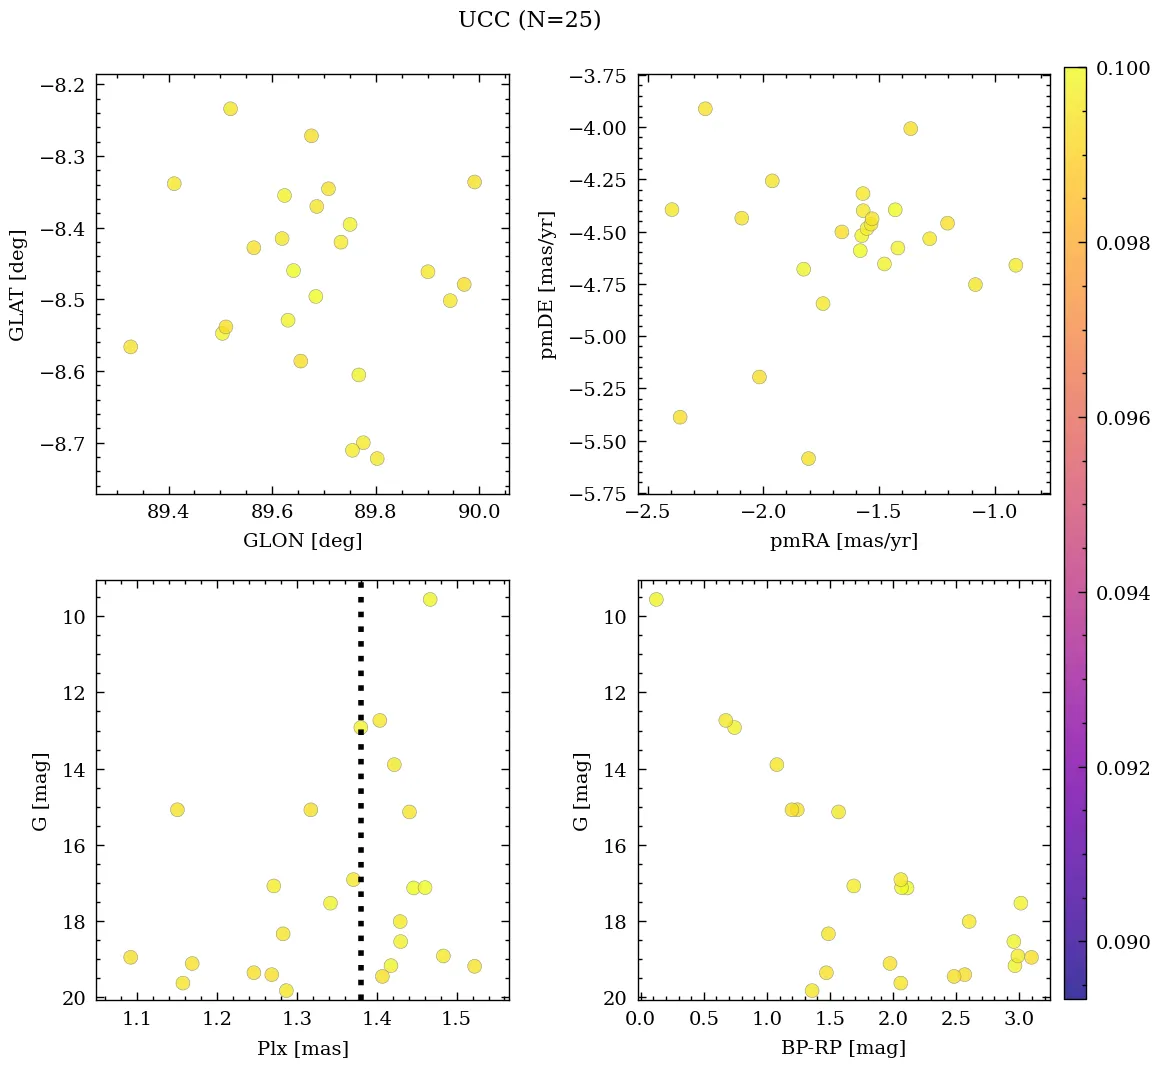 UCC (N=25)
−8.2
−8.3
−8.4
−8.5
−8.6
−8.7
GLAT [deg]
89.4 89.6 89.8 90.0
GLON [deg]
−3.75
−4.00
−4.25
−4.50
−4.75
−5.00
−5.25
−5.50
−5.75
pmDE [mas/yr]
−2.5 −2.0 −1.5 −1.0
pmRA [mas/yr]
10
12
14
16
18
20
G [mag]
1.1 1.2 1.3 1.4 1.5
Plx [mas]
10
12
14
16
18
20
G [mag]
0.0 0.5 1.0 1.5 2.0 2.5 3.0
BP-RP [mag]
0.100
0.098
0.096
0.094
0.092
0.090